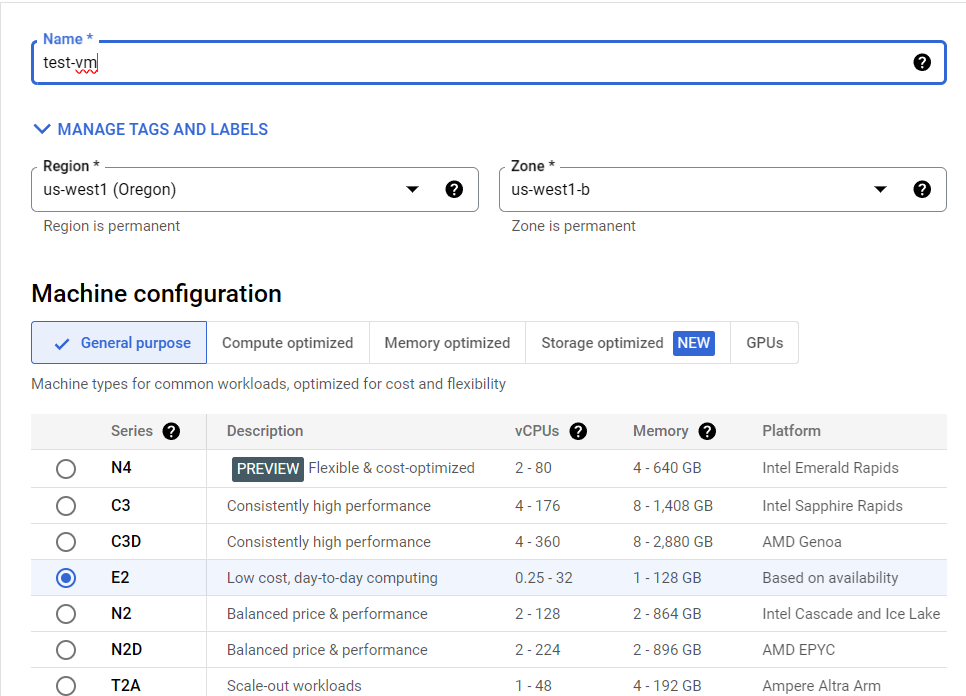 Name *
test-vm
MANAGE TAGS AND LABELS
Region * Zone *
us-west1 (Oregon) us-west1-b
Region is permanent Zone is permanent
Machine configuration
General purpose Compute optimized Memory optimized Storage optimized NEW GPUs
Machine types for common workloads, optimized for cost and flexibility
Series Description vCPUs Memory Platform
N4 PREVIEW Flexible & cost-optimized 2 - 80 4 - 640 GB Intel Emerald Rapids
C3 Consistently high performance 4 - 176 8 - 1,408 GB Intel Sapphire Rapids
C3D Consistently high performance 4 - 360 8 - 2,880 GB AMD Genoa
E2 Low cost, day-to-day computing 0.25 - 32 1 - 128 GB Based on availability
N2 Balanced price & performance 2 - 128 2 - 864 GB Intel Cascade and Ice Lake
N2D Balanced price & performance 2 - 224 2 - 896 GB AMD EPYC
T2A Scale-out workloads 1 - 48 4 - 192 GB Ampere Altra Arm